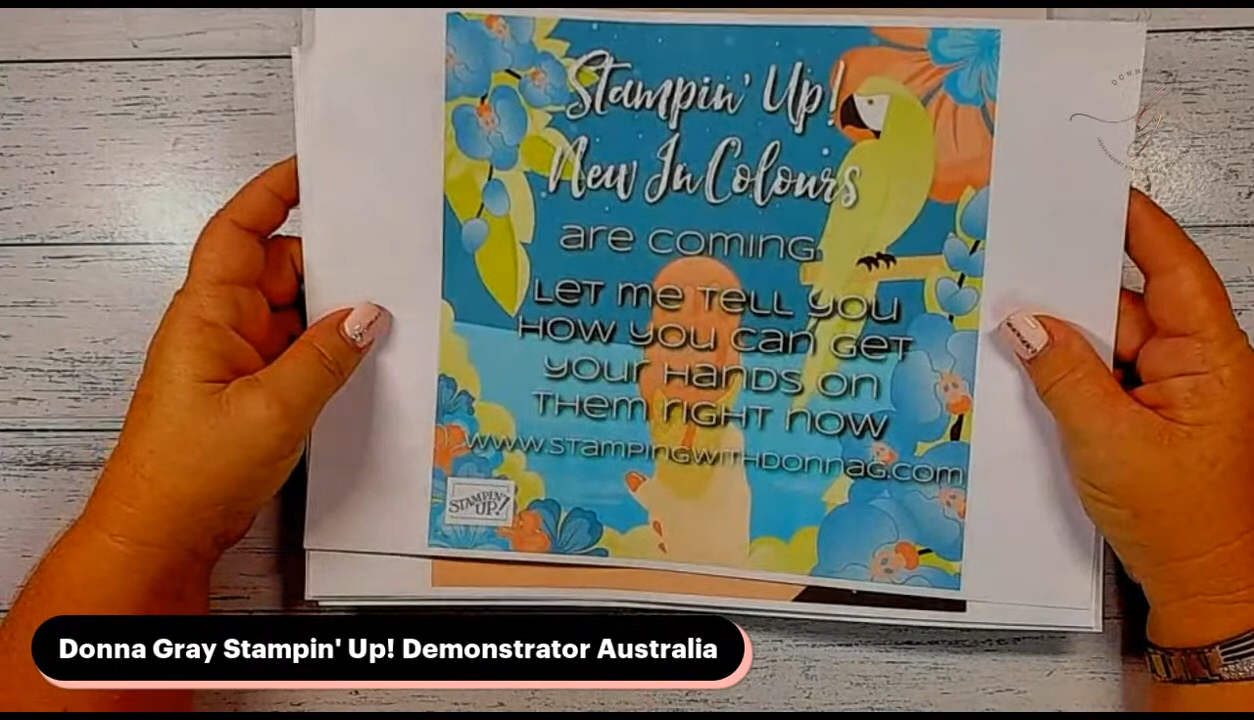 Stampin' Up!
New In Colours
are coming
Let me tell you
how you can get
your hands on
them right now
www.stampingwithdonnag.com
STAMPIN' UP!
DONNA
Donna Gray Stampin' Up! Demonstrator Australia